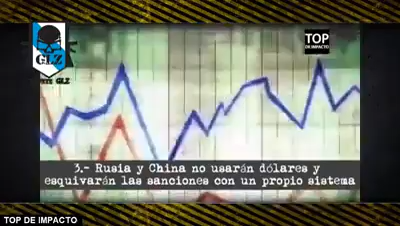 GLZ
TOP
DE IMPACTO
GLZ
3.- Rusia y China no usarán dólares y
esquivarán las sanciones con un propio sistema
TOP DE IMPACTO